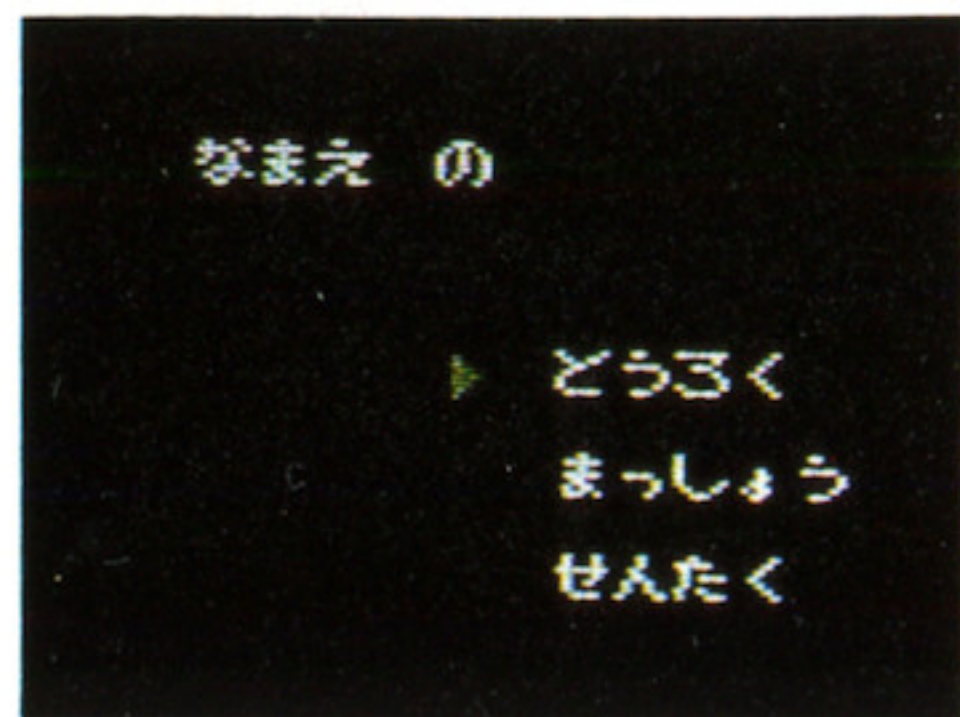 なまえ の
とうろく
まっしょう
せんたく